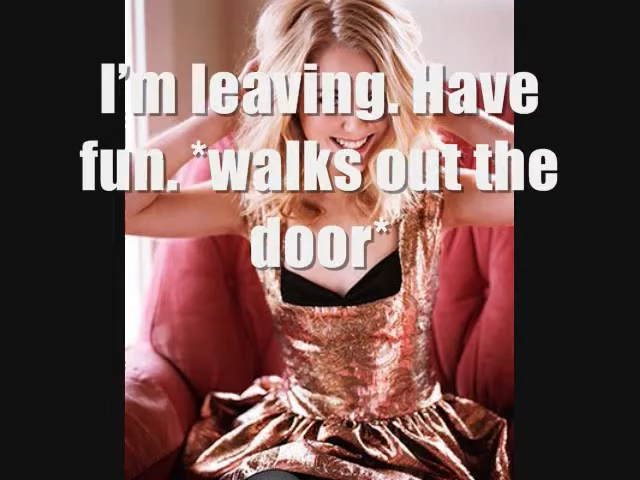 I’m leaving. Have
fun. *walks out the
door*